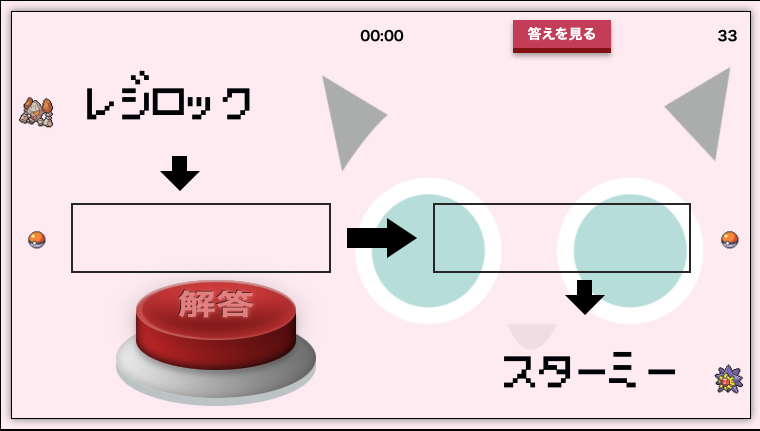 00:00
答えを見る
33
レジロック
解答
スターミー